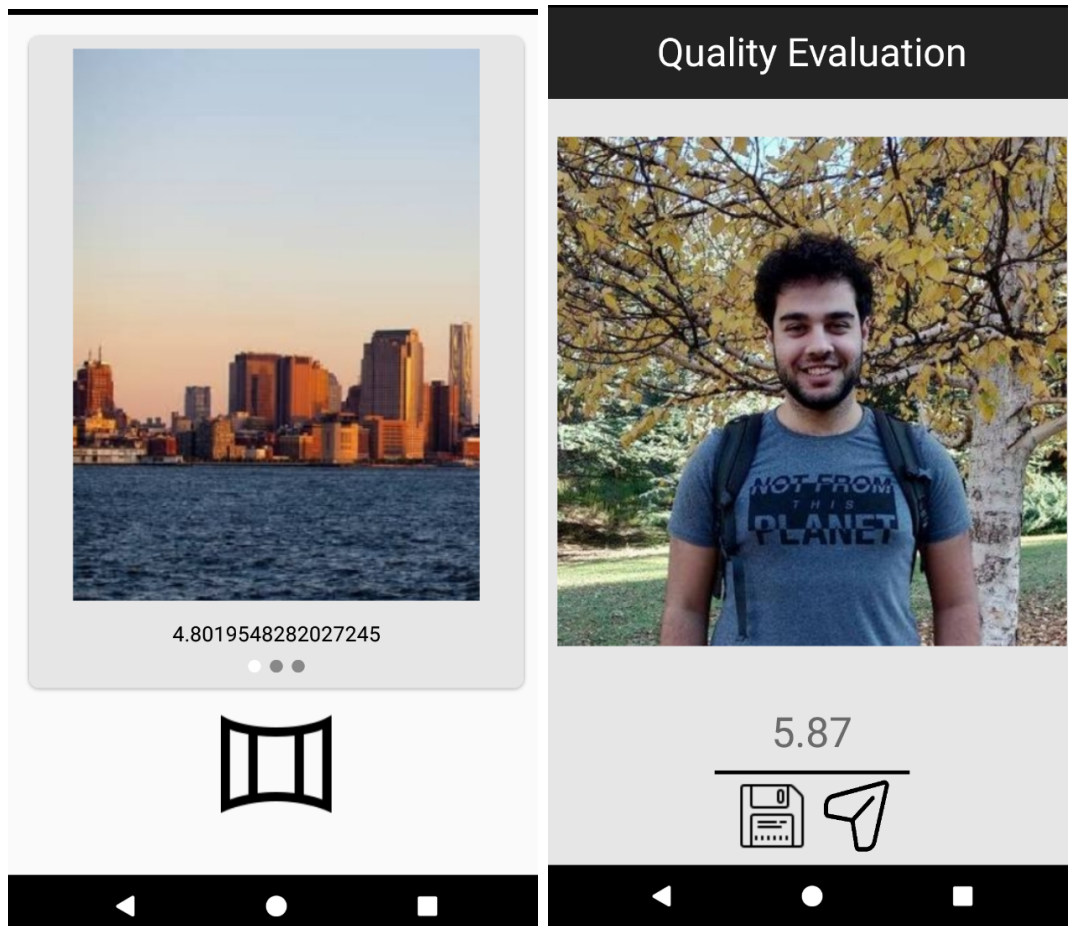 4.8019548282027245
Quality Evaluation
NOT FROM
THIS
PLANET
5.87